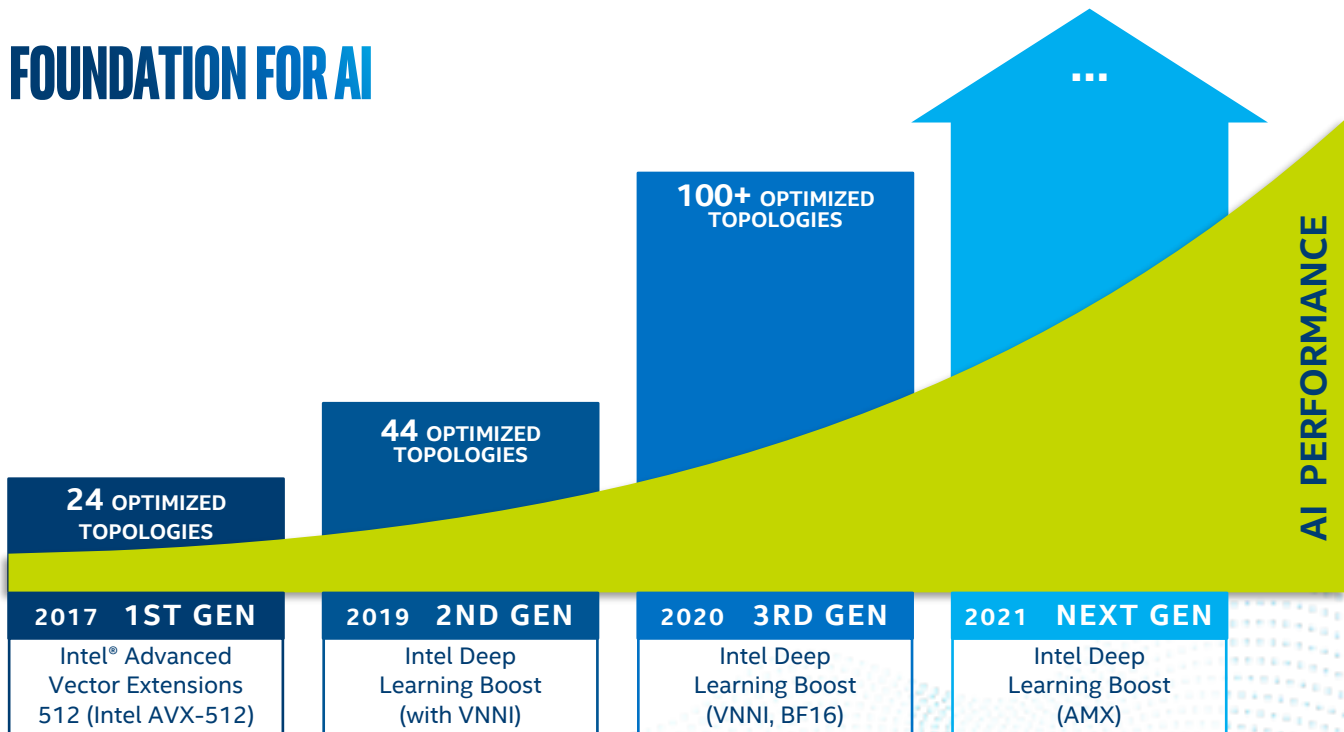 FOUNDATION FOR AI
...
100+ OPTIMIZED
TOPOLOGIES
44 OPTIMIZED
TOPOLOGIES
24 OPTIMIZED
TOPOLOGIES
AI PERFORMANCE
2017 1ST GEN
Intel® Advanced
Vector Extensions
512 (Intel AVX-512)
2019 2ND GEN
Intel Deep
Learning Boost
(with VNNI)
2020 3RD GEN
Intel Deep
Learning Boost
(VNNI, BF16)
2021 NEXT GEN
Intel Deep
Learning Boost
(AMX)